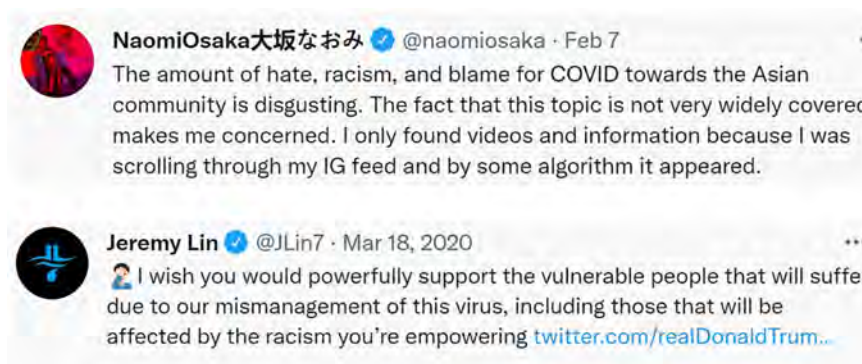 NaomiOsaka大坂なおみ @naomiosaka · Feb 7
The amount of hate, racism, and blame for COVID towards the Asian
community is disgusting. The fact that this topic is not very widely covered
makes me concerned. I only found videos and information because I was
scrolling through my IG feed and by some algorithm it appeared.
Jeremy Lin @JLin7 · Mar 18, 2020
🤦🏻‍♂️ I wish you would powerfully support the vulnerable people that will suffe
due to our mismanagement of this virus, including those that will be
affected by the racism you're empowering twitter.com/realDonaldTrum...